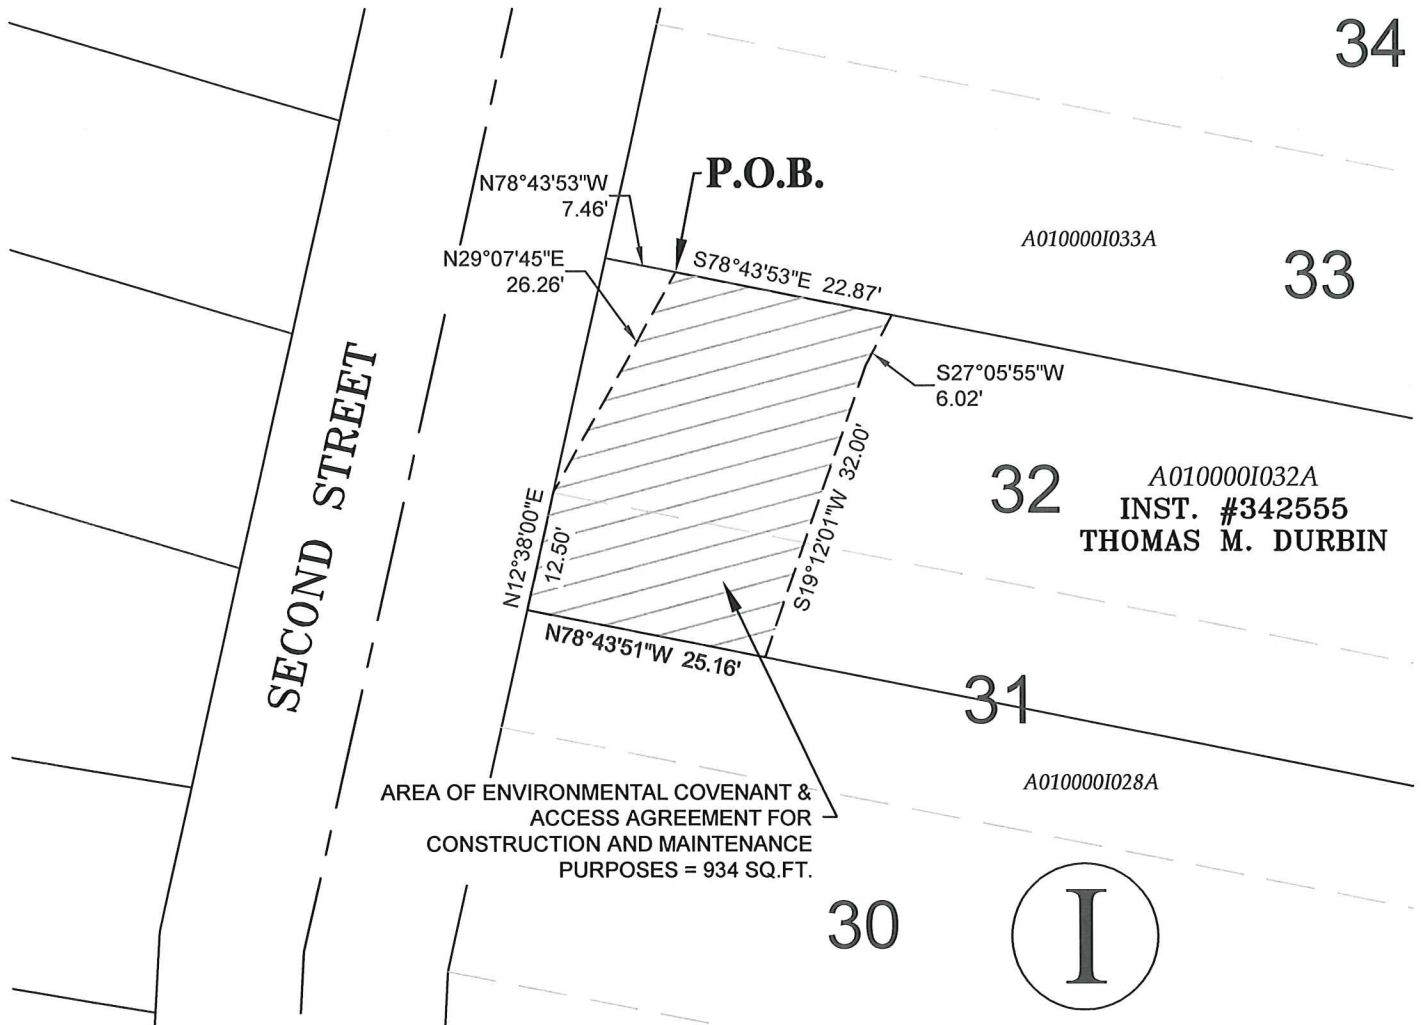 34
P.O.B.
N78°43'53"W
7.46'
A010000I033A
33
N29°07'45"E
26.26'
S78°43'53"E 22.87'
S27°05'55"W
6.02'
SECOND STREET
S19°12'01"W 32.00'
32
A010000I032A
INST. #342555
THOMAS M. DURBIN
N12°38'00"E
12.50'
N78°43'51"W 25.16'
31
A010000I028A
AREA OF ENVIRONMENTAL COVENANT &
ACCESS AGREEMENT FOR
CONSTRUCTION AND MAINTENANCE
PURPOSES = 934 SQ.FT.
30
I